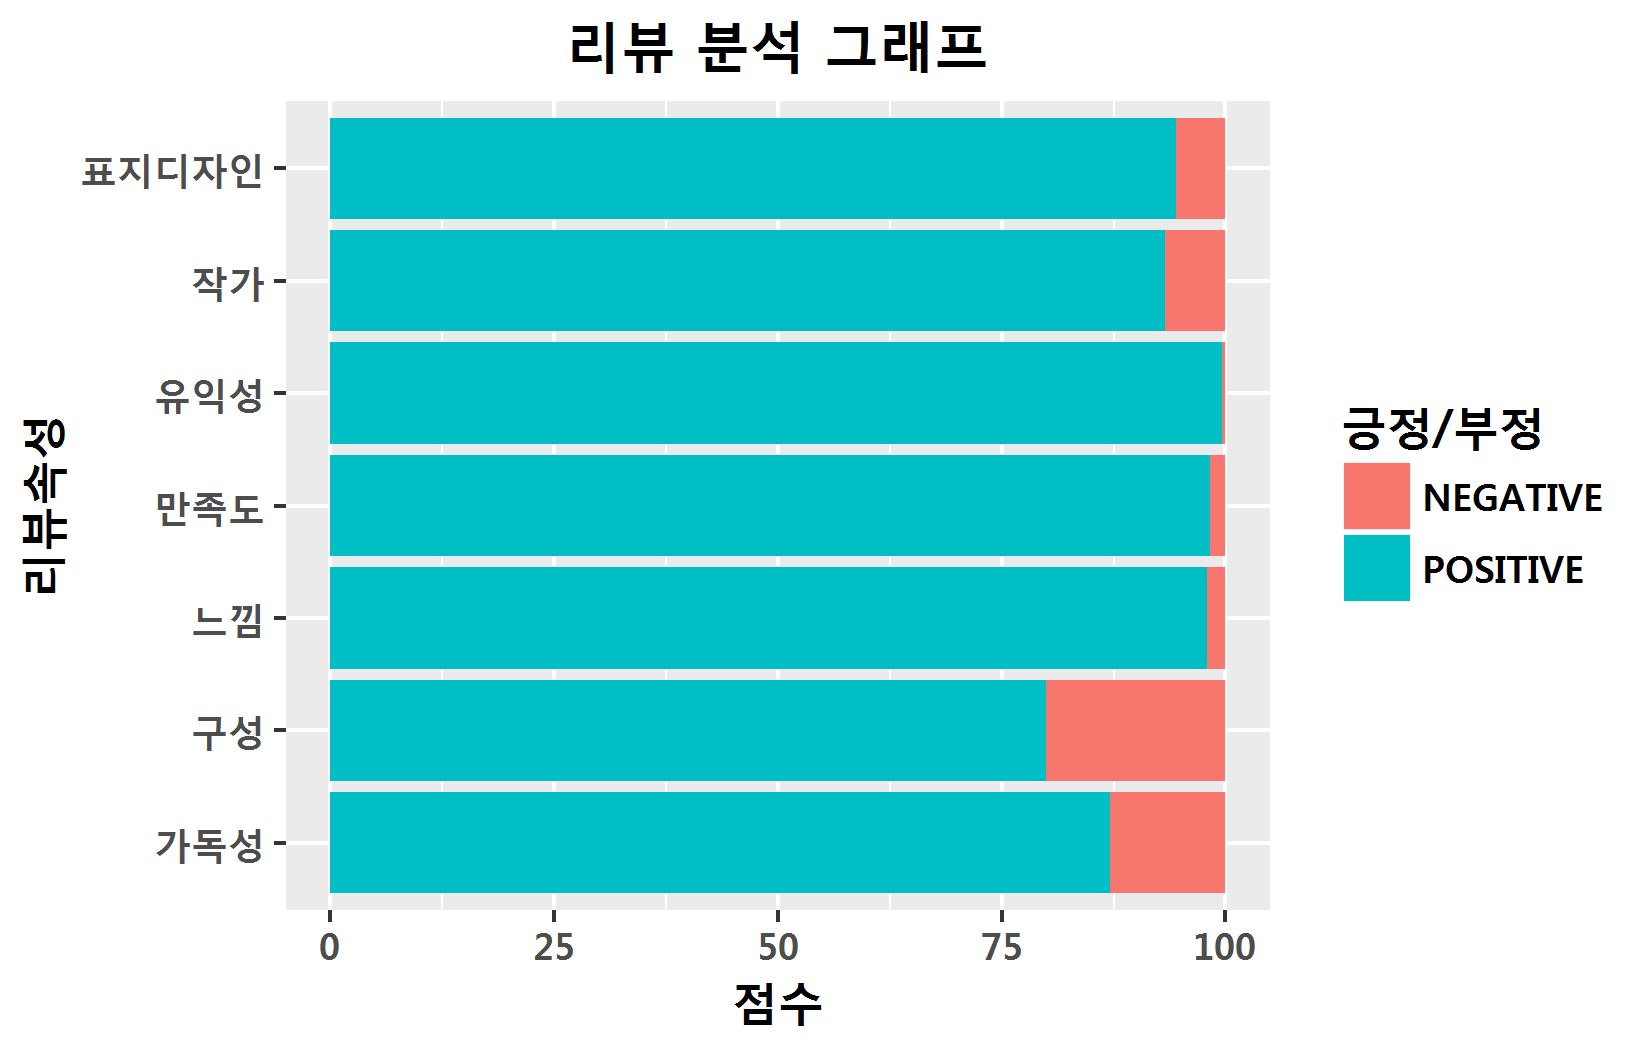 리뷰 분석 그래프
표지디자인
작가
유익성
만족도
느낌
구성
가독성
리뷰속성
0 25 50 75 100
점수
긍정/부정
NEGATIVE
POSITIVE